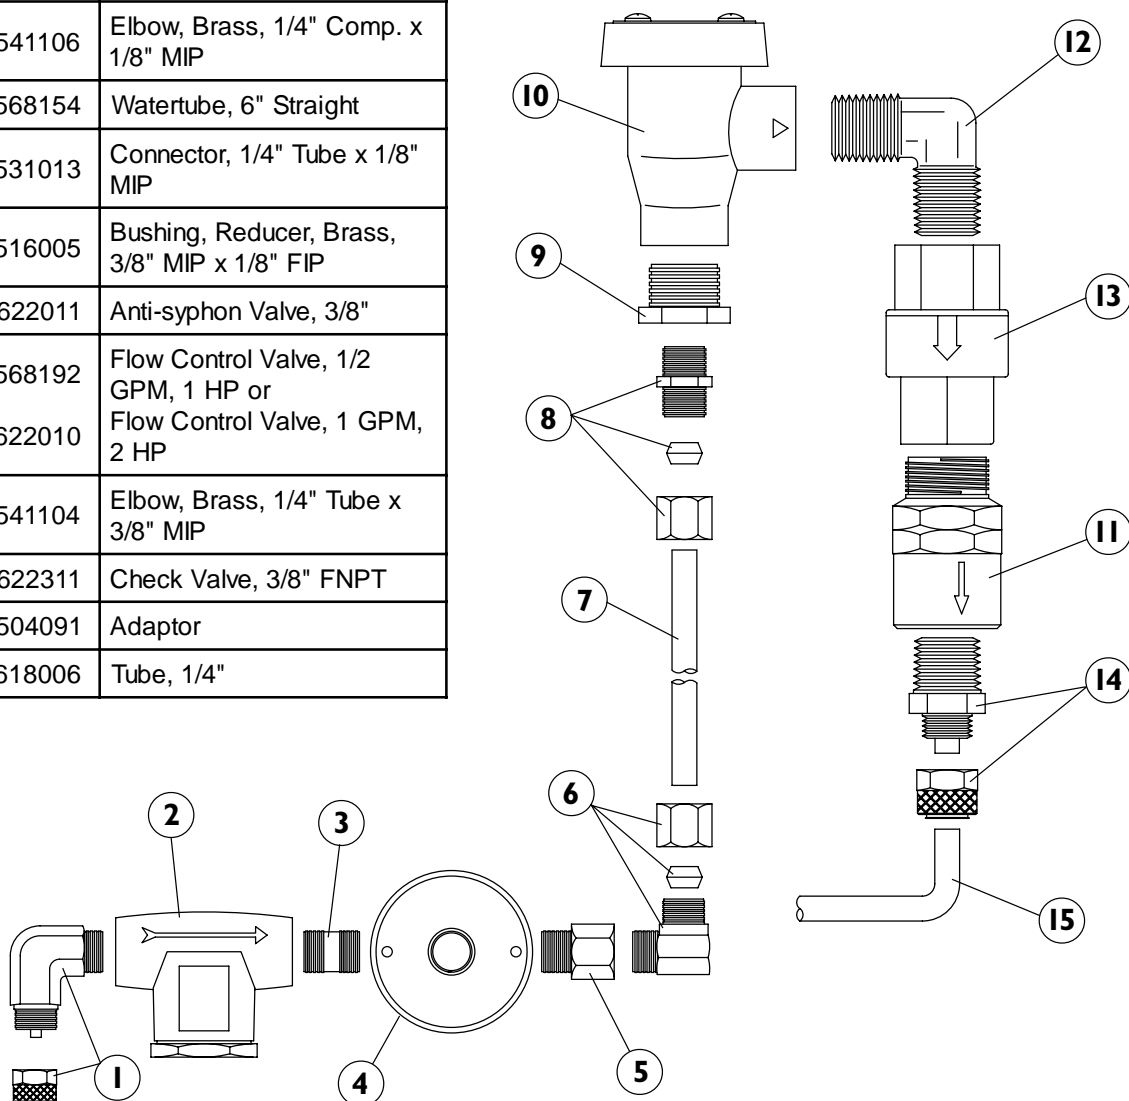 541106 Elbow, Brass, 1/4" Comp. x
1/8" MIP
568154 Watertube, 6" Straight
531013 Connector, 1/4" Tube x 1/8"
MIP
516005 Bushing, Reducer, Brass,
3/8" MIP x 1/8" FIP
622011 Anti-syphon Valve, 3/8"
568192 Flow Control Valve, 1/2
GPM, 1 HP or
622010 Flow Control Valve, 1 GPM,
2 HP
541104 Elbow, Brass, 1/4" Tube x
3/8" MIP
622311 Check Valve, 3/8" FNPT
504091 Adaptor
618006 Tube, 1/4"
10
12
9
13
8
11
7
14
6
2
3
15
1
4
5